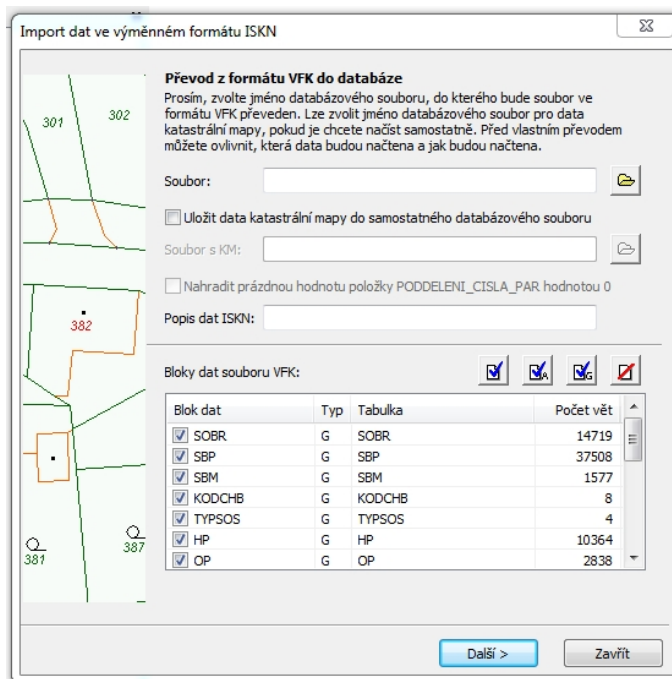 Import dat ve výměnném formátu ISKN
Převod z formátu VFK do databáze
Prosím, zvolte jméno databázového souboru, do kterého bude soubor ve
formátu VFK převeden. Lze zvolit jméno databázového soubor pro data
katastrální mapy, pokud je chcete načíst samostatně. Před vlastním převodem
můžete ovlivnit, která data budou načtena a jak budou načtena.
Soubor:
Uložit data katastrální mapy do samostatného databázového souboru
Soubor s KM:
Nahradit prázdnou hodnotu položky PODDELENI_CISLA_PAR hodnotou 0
Popis dat ISKN:
Bloky dat souboru VFK:
A
G
Blok dat Typ Tabulka Počet vět
SOBR G SOBR 14719
SBP G SBP 37508
SBM G SBM 1577
KODCHB G KODCHB 8
TYPSOS G TYPSOS 4
HP G HP 10364
OP G OP 2838
301
302
382
381
387
Další >
Zavřít